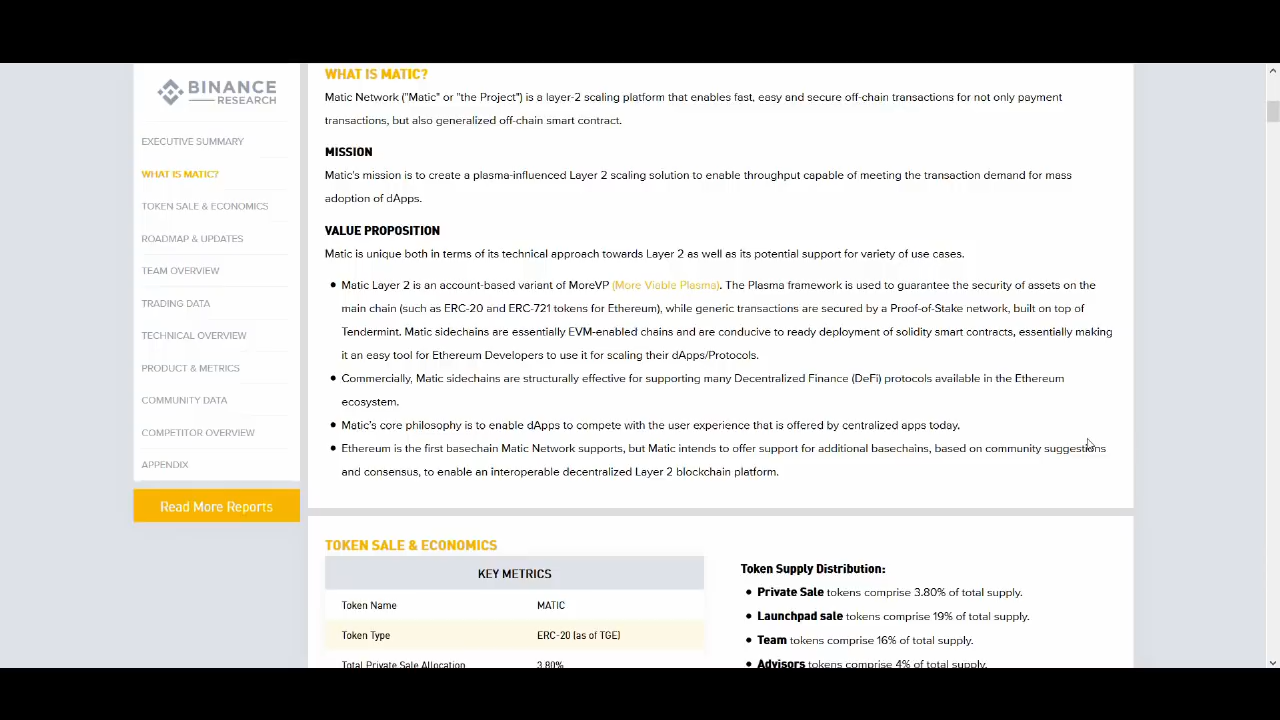 BINANCE
RESEARCH
EXECUTIVE SUMMARY
WHAT IS MATIC?
TOKEN SALE & ECONOMICS
ROADMAP & UPDATES
TEAM OVERVIEW
TRADING DATA
TECHNICAL OVERVIEW
PRODUCT & METRICS
COMMUNITY DATA
COMPETITOR OVERVIEW
APPENDIX
Read More Reports
WHAT IS MATIC?
Matic Network ("Matic" or "the Project") is a layer-2 scaling platform that enables fast, easy and secure off-chain transactions for not only payment
transactions, but also generalized off-chain smart contract.
MISSION
Matic's mission is to create a plasma-influenced Layer 2 scaling solution to enable throughput capable of meeting the transaction demand for mass
adoption of dApps.
VALUE PROPOSITION
Matic is unique both in terms of its technical approach towards Layer 2 as well as its potential support for variety of use cases.
• Matic Layer 2 is an account-based variant of MoreVP (More Viable Plasma). The Plasma framework is used to guarantee the security of assets on the
main chain (such as ERC-20 and ERC-721 tokens for Ethereum), while generic transactions are secured by a Proof-of-Stake network, built on top of
Tendermint. Matic sidechains are essentially EVM-enabled chains and are conducive to ready deployment of solidity smart contracts, essentially making
it an easy tool for Ethereum Developers to use it for scaling their dApps/Protocols.
• Commercially, Matic sidechains are structurally effective for supporting many Decentralized Finance (DeFi) protocols available in the Ethereum
ecosystem.
• Matic's core philosophy is to enable dApps to compete with the user experience that is offered by centralized apps today.
• Ethereum is the first basechain Matic Network supports, but Matic intends to offer support for additional basechains, based on community suggestions
and consensus, to enable an interoperable decentralized Layer 2 blockchain platform.
TOKEN SALE & ECONOMICS
KEY METRICS
Token Name MATIC
Token Type ERC-20 (as of TGE)
Total Private Sale Allocation 3.80%
Token Supply Distribution:
• Private Sale tokens comprise 3.80% of total supply.
• Launchpad sale tokens comprise 19% of total supply.
• Team tokens comprise 16% of total supply.
• Advisors tokens comprise 4% of total supply.